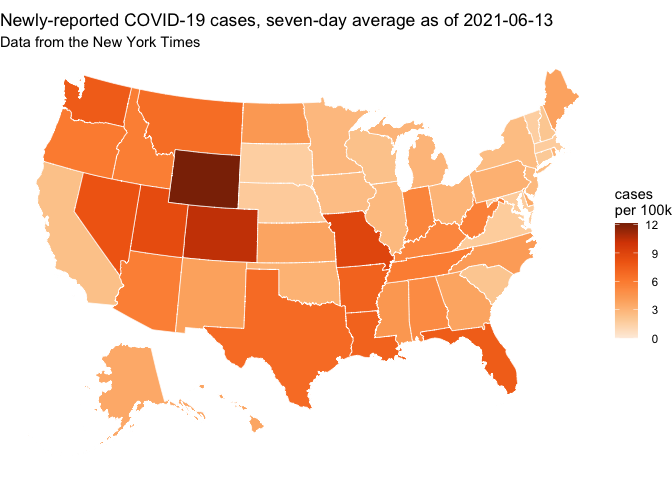 Newly-reported COVID-19 cases, seven-day average as of 2021-06-13
Data from the New York Times
cases
per 100k
12
9
6
3
0